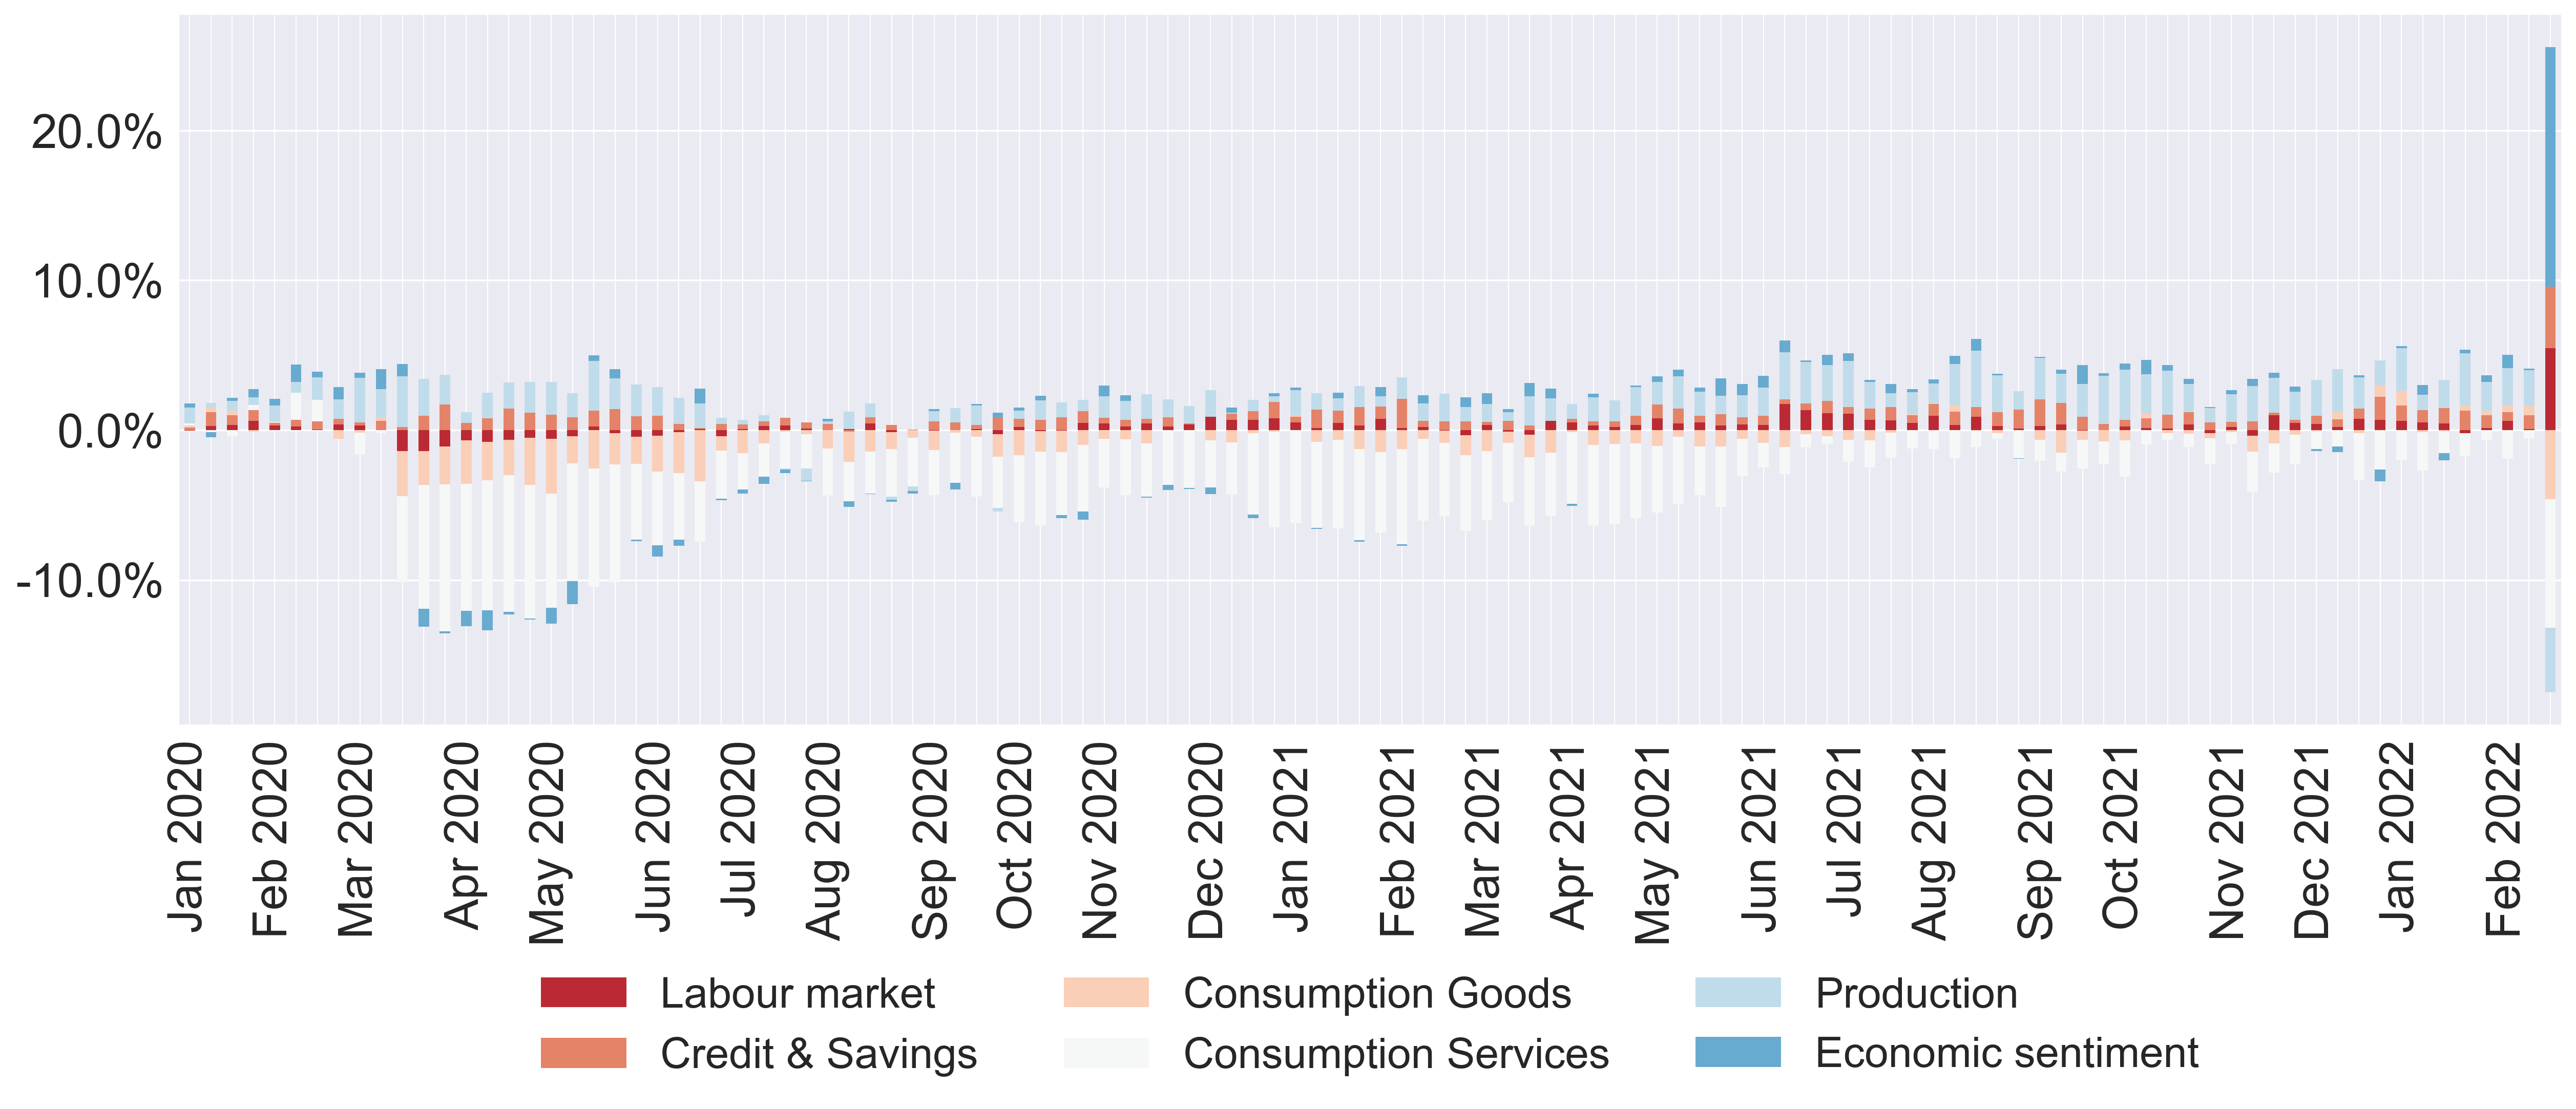 20.0%
10.0%
0.0%
-10.0%
Jan 2020
Feb 2020
Mar 2020
Apr 2020
May 2020
Jun 2020
Jul 2020
Aug 2020
Sep 2020
Oct 2020
Nov 2020
Dec 2020
Jan 2021
Feb 2021
Mar 2021
Apr 2021
May 2021
Jun 2021
Jul 2021
Aug 2021
Sep 2021
Oct 2021
Nov 2021
Dec 2021
Jan 2022
Feb 2022
Labour market
Credit & Savings
Consumption Goods
Consumption Services
Production
Economic sentiment